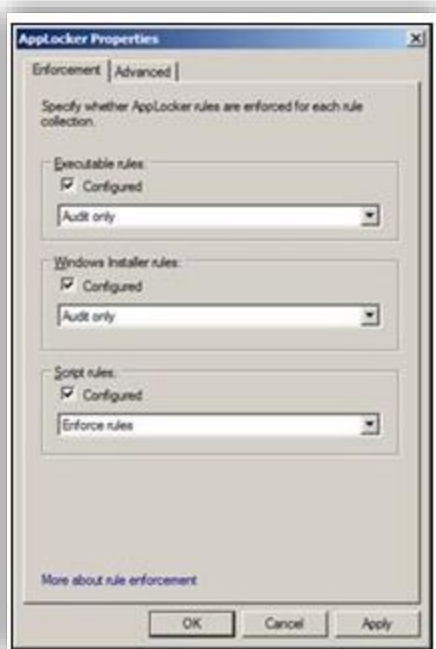 AppLocker Properties
Enforcement
Advanced
Specify whether AppLocker rules are enforced for each rule
collection.
Executable rules:
Configured
Audit only
Windows Installer rules:
Configured
Audit only
Script rules:
Configured
Enforce rules
More about rule enforcement
OK
Cancel
Apply